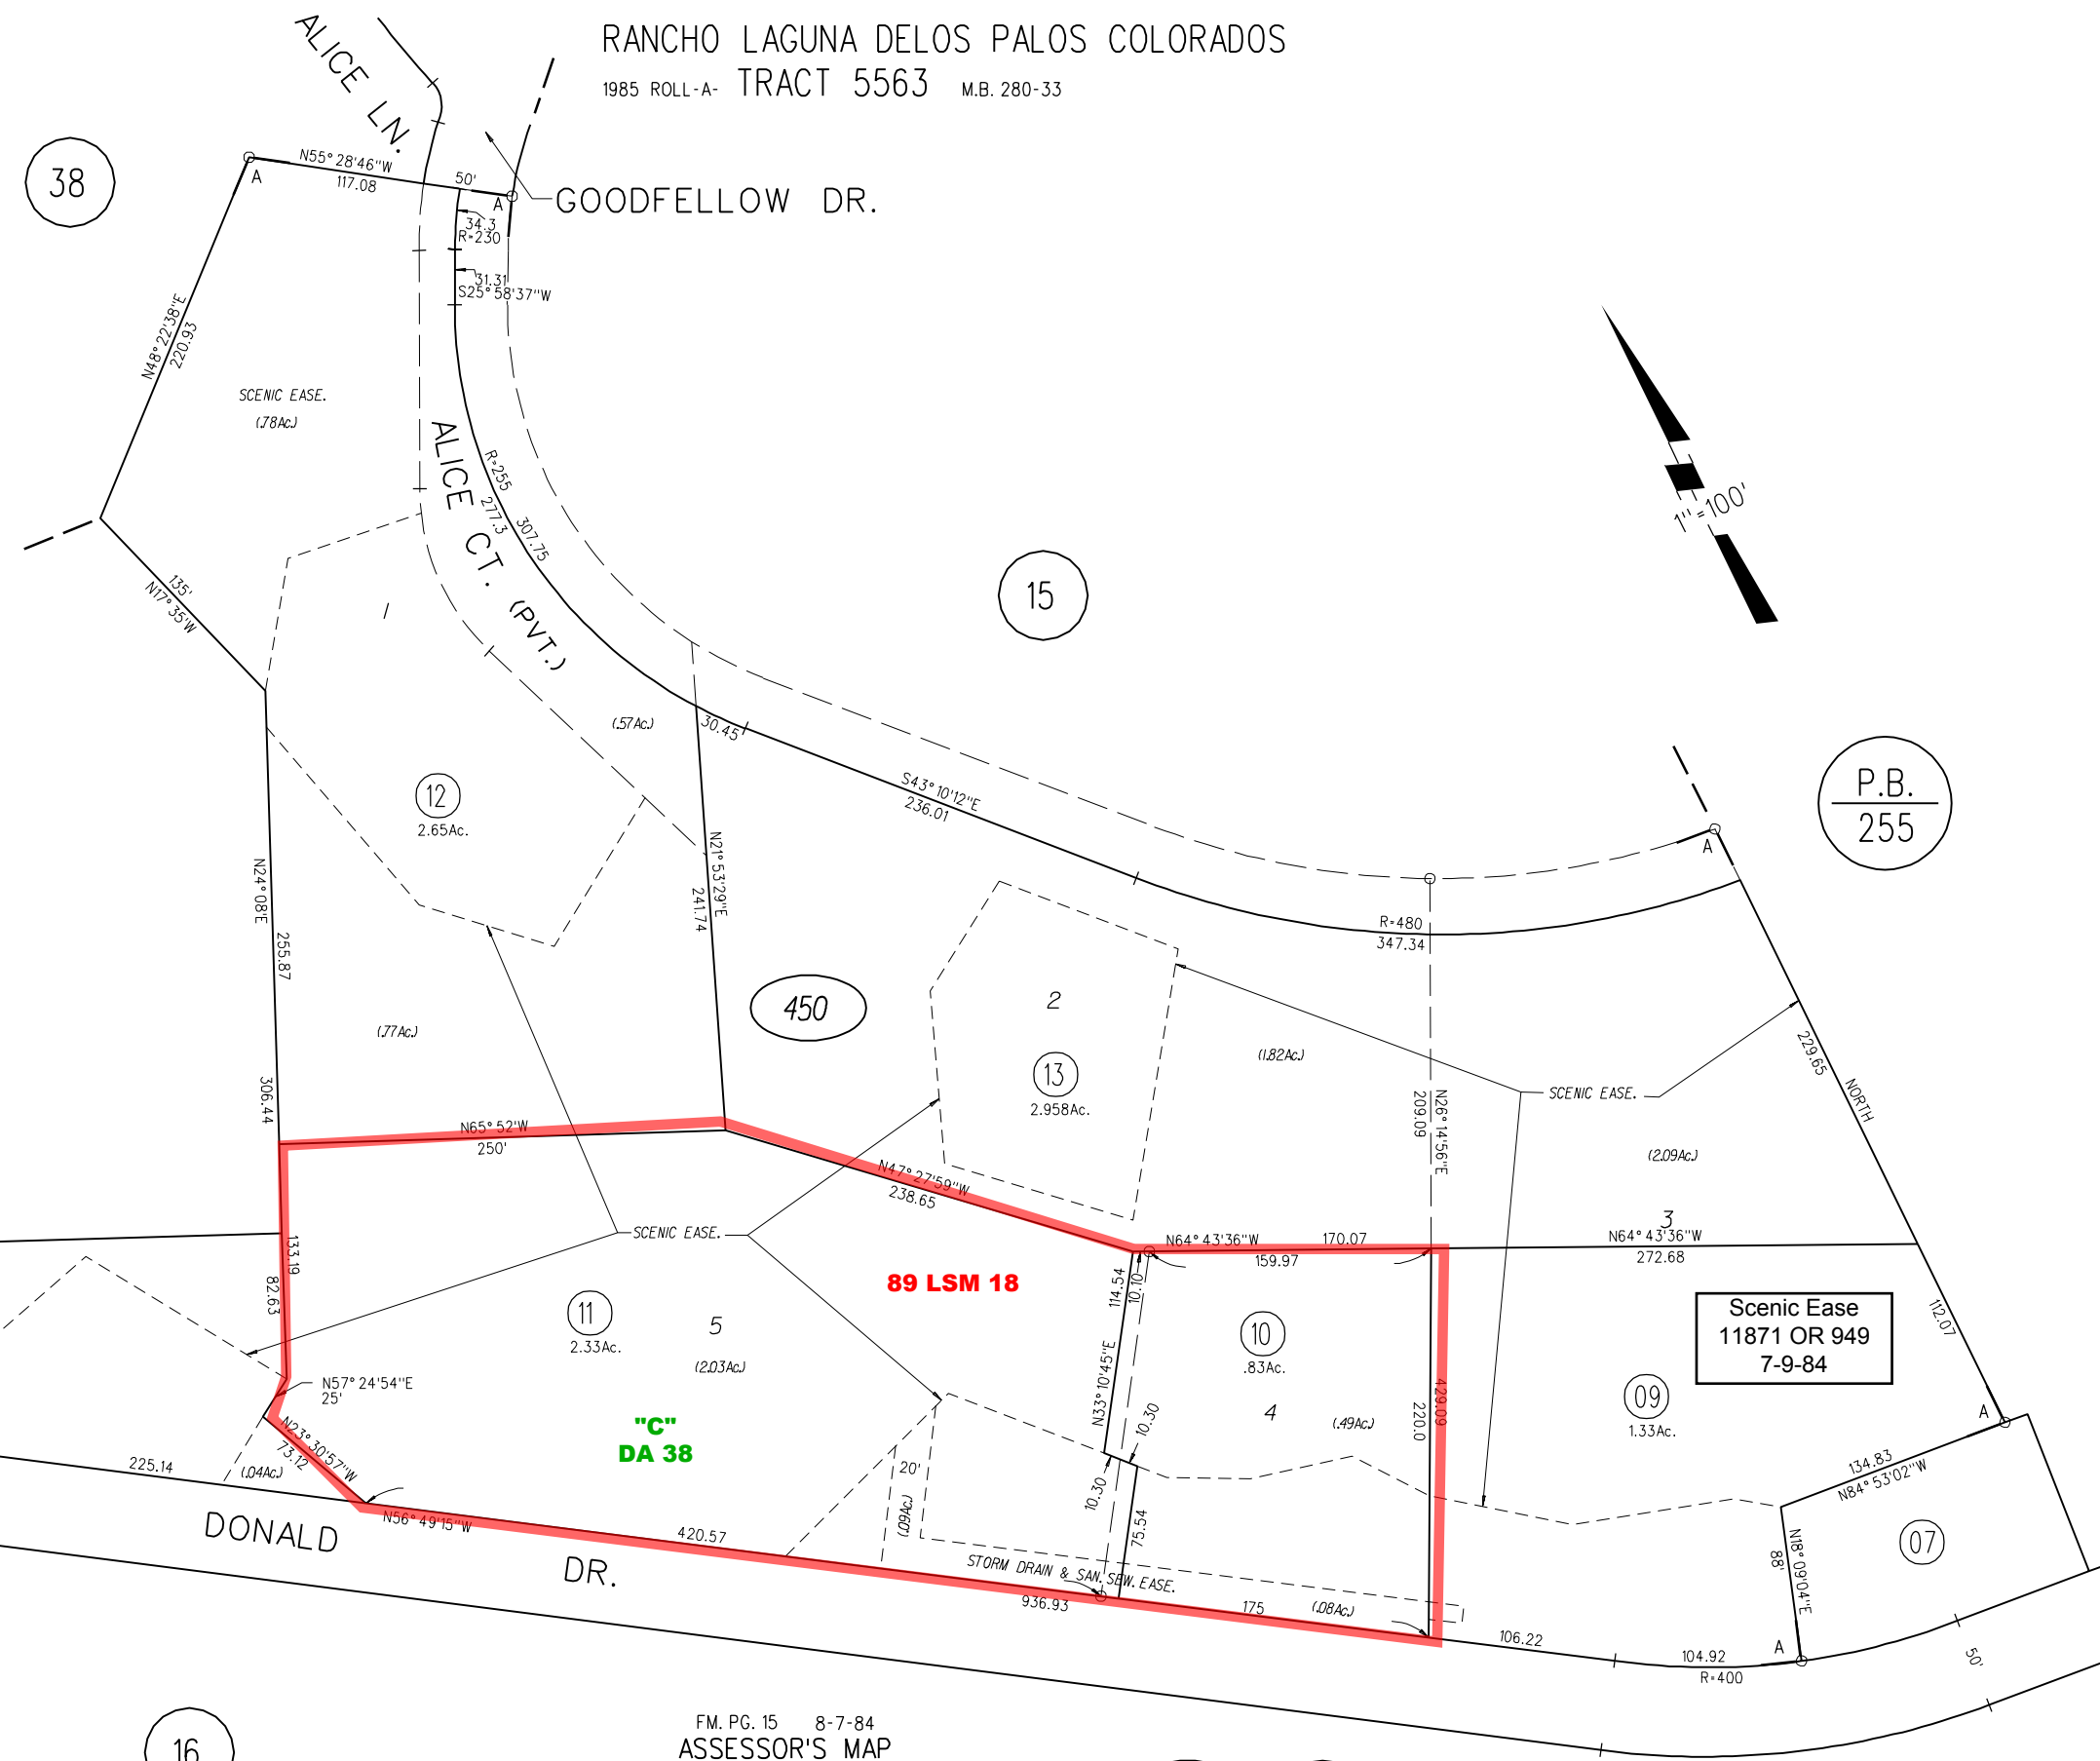 RANCHO LAGUNA DELOS PALOS COLORADOS
1985 ROLL-A- TRACT 5563 M.B. 280-33
ALICE LN.
38
N55°28'46"W
117.08
50'
A
A
GOODFELLOW DR.
34.3
R=230
31.31
S25°58'37"W
N48°22'38"E
220.93
SCENIC EASE.
(.78Ac.)
ALICE CT. (PVT.)
R=255
277.3
307.75
1"=100'
135'
N17°35'W
1
15
(.57Ac.)
30.45
S43°10'12"E
236.01
P.B.
255
A
12
2.65Ac.
N21°53'29"E
241.74
N24°08'E
255.87
R=480
347.34
450
2
13
2.958Ac.
(1.82Ac.)
(.77Ac.)
229.65
NORTH
SCENIC EASE.
N26°14'56"E
209.09
306.44
N65°52'W
250'
(2.09Ac.)
N47°27'59"W
238.65
3
SCENIC EASE.
N64°43'36"W
170.07
159.97
N64°43'36"W
272.68
133.19
82.63
89 LSM 18
114.54
10.10
Scenic Ease
11871 OR 949
7-9-84
112.07
11
2.33Ac.
5
(2.03Ac.)
10
.83Ac.
N33°10'45"E
N57°24'54"E
25'
429.09
220.0
09
1.33Ac.
4
(.49Ac.)
10.30
10.30
A
"C"
DA 38
N23°30'57"W
73.12
225.14
(.04Ac.)
20'
(.09Ac.)
134.83
N84°53'02"W
DONALD DR.
N56°49'15"W
420.57
75.54
STORM DRAIN & SAN. SEW. EASE.
07
N18°09'04"E
88'
936.93
175
(.08Ac.)
106.22
104.92
R=400
A
50'
16
FM. PG. 15 8-7-84
ASSESSOR'S MAP